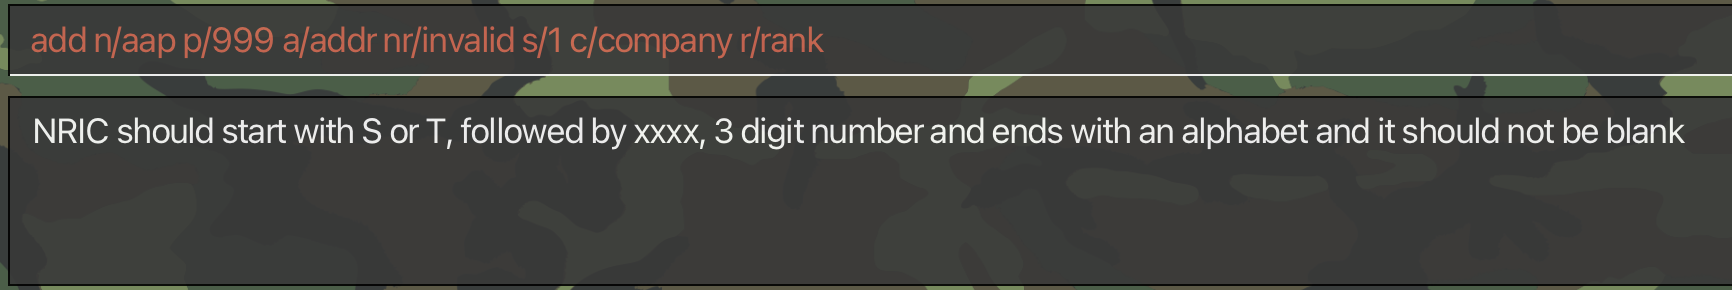 add n/aap p/999 a/addr nr/invalid s/1 c/company r/rank
NRIC should start with S or T, followed by xxxx, 3 digit number and ends with an alphabet and it should not be blank